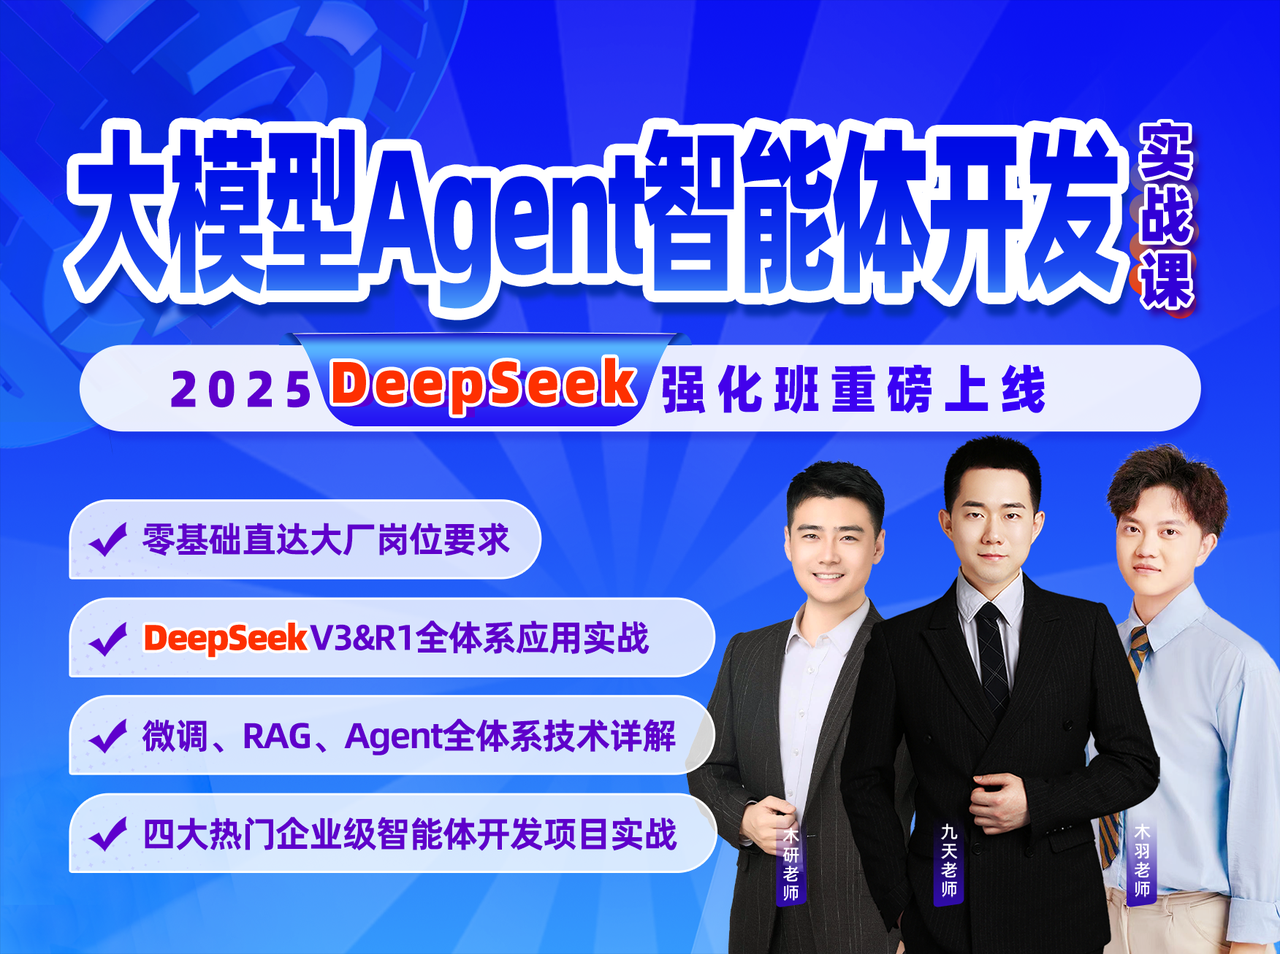 大模型Agent智能体开发
实战课
2025 DeepSeek 强化班重磅上线
零基础直达大厂岗位要求
DeepSeek V3&R1全体系应用实战
微调、RAG、Agent全体系技术详解
四大热门企业级智能体开发项目实战
木研老师
九天老师
木羽老师